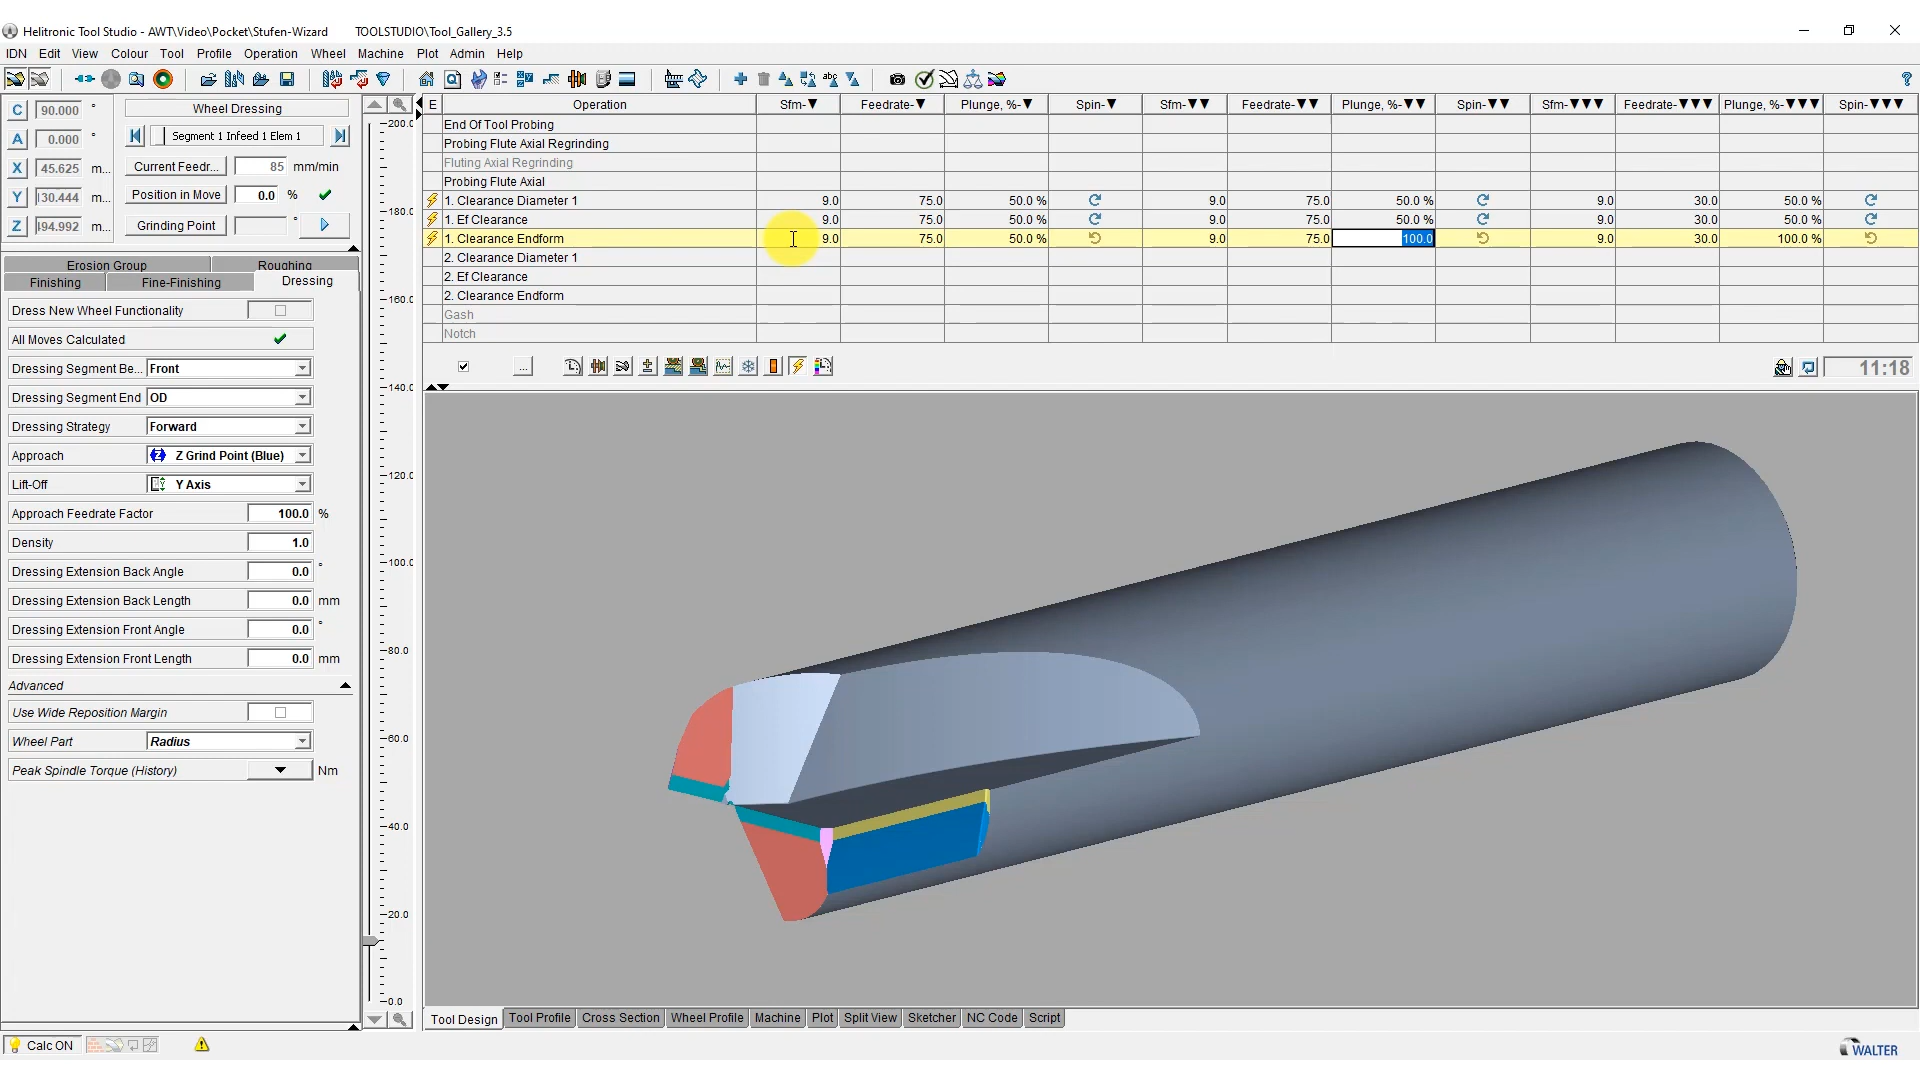 Helitronic Tool Studio - AWT\Video\Pocket\Stufen-Wizard TOOLSTUDIO\Tool_Gallery_3.5
IDN Edit View Colour Tool Profile Operation Wheel Machine Plot Admin Help
C 90.000 °
A 0.000 °
X 45.625 m...
Y 130.444 m...
Z 494.992 m...
Wheel Dressing
Segment 1 Infeed 1 Elem 1
Current Feedr... 85 mm/min
Position in Move 0.0 %
Grinding Point °
Erosion Group Roughing
Finishing Fine-Finishing Dressing
Dress New Wheel Functionality
All Moves Calculated
Dressing Segment Be... Front
Dressing Segment End OD
Dressing Strategy Forward
Approach Z Grind Point (Blue)
Lift-Off Y Axis
Approach Feedrate Factor 100.0 %
Density 1.0
Dressing Extension Back Angle 0.0 °
Dressing Extension Back Length 0.0 mm
Dressing Extension Front Angle 0.0 °
Dressing Extension Front Length 0.0 mm
Advanced
Use Wide Reposition Margin
Wheel Part Radius
Peak Spindle Torque (History) Nm
200.0
180.0
160.0
140.0
120.0
100.0
80.0
60.0
40.0
20.0
0.0
E Operation Sfm-▼ Feedrate-▼ Plunge, %-▼ Spin-▼ Sfm-▼▼ Feedrate-▼▼ Plunge, %-▼▼ Spin-▼▼ Sfm-▼▼▼ Feedrate-▼▼▼ Plunge, %-▼▼▼ Spin-▼▼▼
End Of Tool Probing
Probing Flute Axial Regrinding
Fluting Axial Regrinding
Probing Flute Axial
1. Clearance Diameter 1 9.0 75.0 50.0 % 9.0 75.0 50.0 % 9.0 30.0 50.0 %
1. Ef Clearance 9.0 75.0 50.0 % 9.0 75.0 50.0 % 9.0 30.0 50.0 %
1. Clearance Endform 9.0 75.0 50.0 % 9.0 75.0 100.0 9.0 30.0 100.0 %
2. Clearance Diameter 1
2. Ef Clearance
2. Clearance Endform
Gash
Notch
... 11:18
Tool Design Tool Profile Cross Section Wheel Profile Machine Plot Split View Sketcher NC Code Script
Calc ON
WALTER